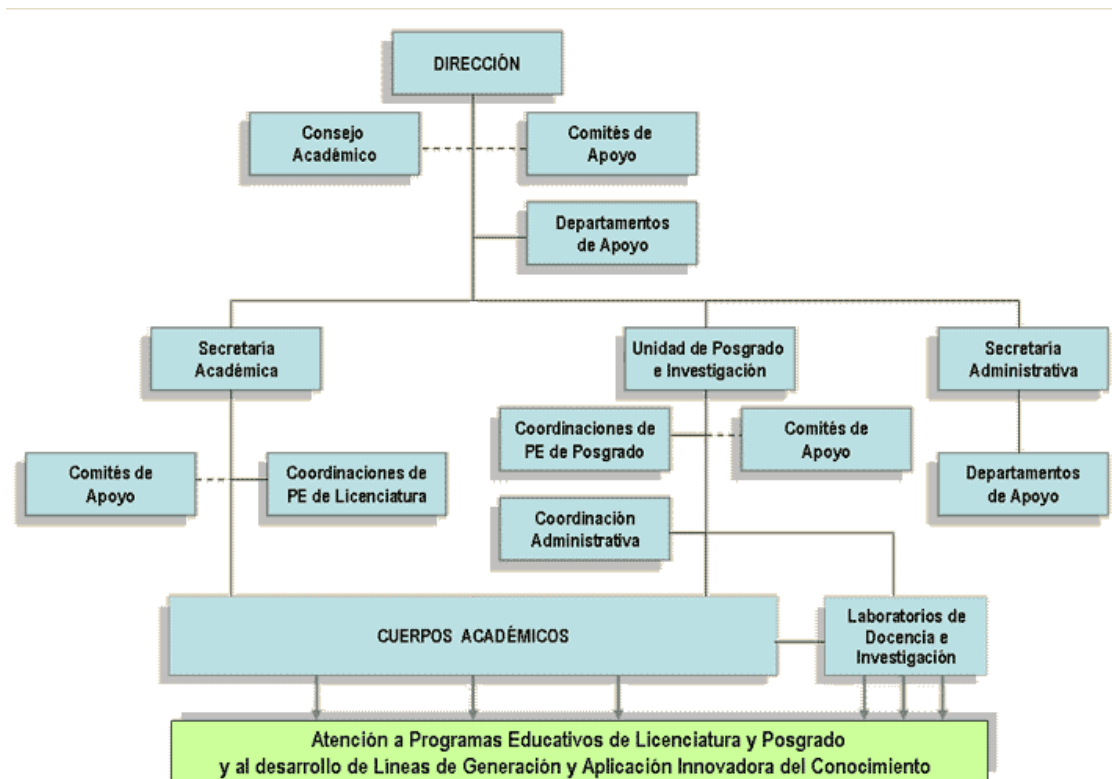 DIRECCIÓN
Consejo
Académico
Comités de
Apoyo
Departamentos
de Apoyo
Secretaría
Académica
Unidad de Posgrado
e Investigación
Secretaría
Administrativa
Coordinaciones de
PE de Posgrado
Comités de
Apoyo
Comités de
Apoyo
Coordinaciones de
PE de Licenciatura
Departamentos
de Apoyo
Coordinación
Administrativa
CUERPOS ACADÉMICOS
Laboratorios de
Docencia e
Investigación
Atención a Programas Educativos de Licenciatura y Posgrado
y al desarrollo de Líneas de Generación y Aplicación Innovadora del Conocimiento